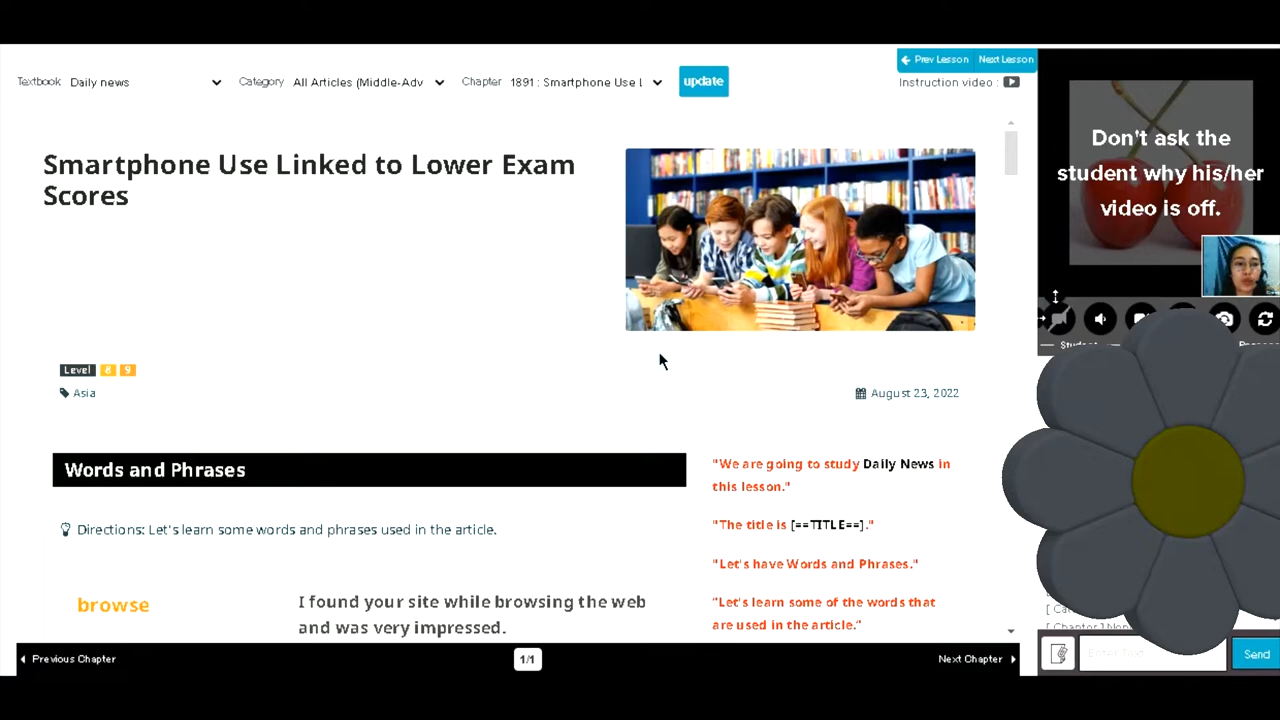 Prev Lesson Next Lesson
Textbook Daily news Category All Articles (Middle-Adv Chapter 1891 : Smartphone Use L update Instruction video :
Smartphone Use Linked to Lower Exam
Scores
Don't ask the
student why his/her
video is off.
Level 8 9
Asia
August 23, 2022
Words and Phrases
"We are going to study Daily News in
this lesson."
"The title is [==TITLE==]."
Directions: Let's learn some words and phrases used in the article.
"Let's have Words and Phrases."
browse
I found your site while browsing the web
and was very impressed.
"Let's learn some of the words that
are used in the article."
Previous Chapter 1/1 Next Chapter
Enter Text Send